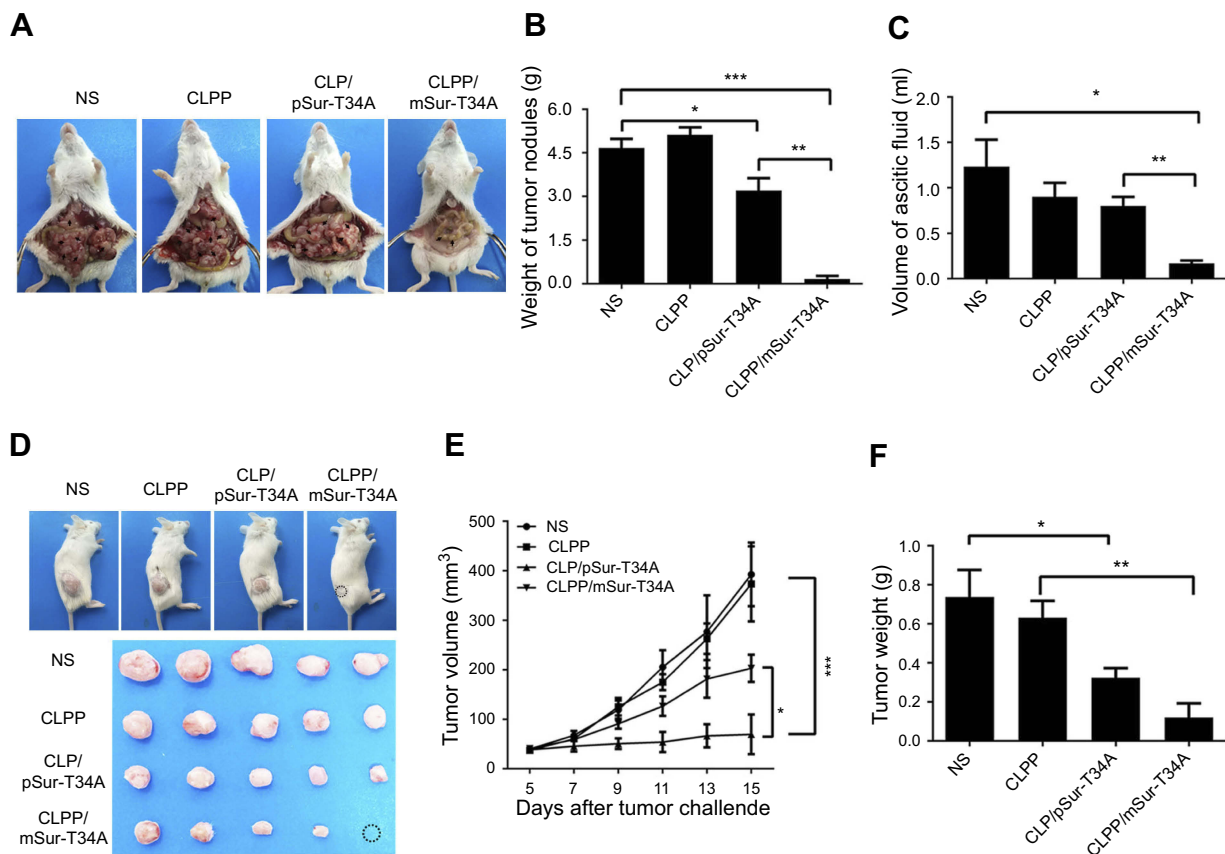 A
NS
CLPP
CLP/
pSur-T34A
CLPP/
mSur-T34A
B
Weight of tumor nodules (g)
6.0
4.5
3.0
1.5
0.0
***
*
**
NS
CLPP
CLP/pSur-T34A
CLPP/mSur-T34A
C
Volume of ascitic fluid (ml)
2.0
1.5
1.0
0.5
0.0
*
**
NS
CLPP
CLP/pSur-T34A
CLPP/mSur-T34A
D
NS
CLPP
CLP/
pSur-T34A
CLPP/
mSur-T34A
NS
CLPP
CLP/
pSur-T34A
CLPP/
mSur-T34A
E
Tumor volume (mm³)
500
400
300
200
100
0
NS
CLPP
CLP/pSur-T34A
CLPP/mSur-T34A
*
***
5 7 9 11 13 15
Days after tumor challende
F
Tumor weight (g)
1.0
0.8
0.6
0.4
0.2
0.0
*
**
NS
CLPP
CLP/pSur-T34A
CLPP/mSur-T34A